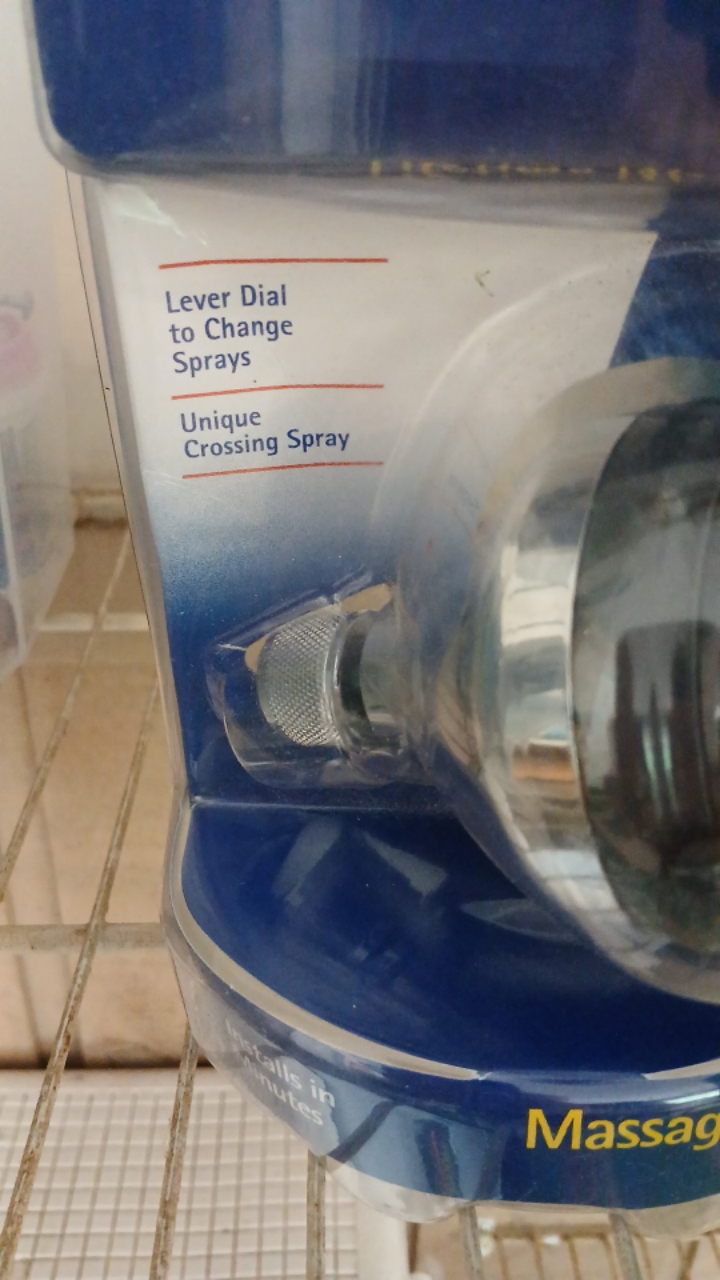 Lever Dial
to Change
Sprays
Unique
Crossing Spray
Installs in
minutes
Massag